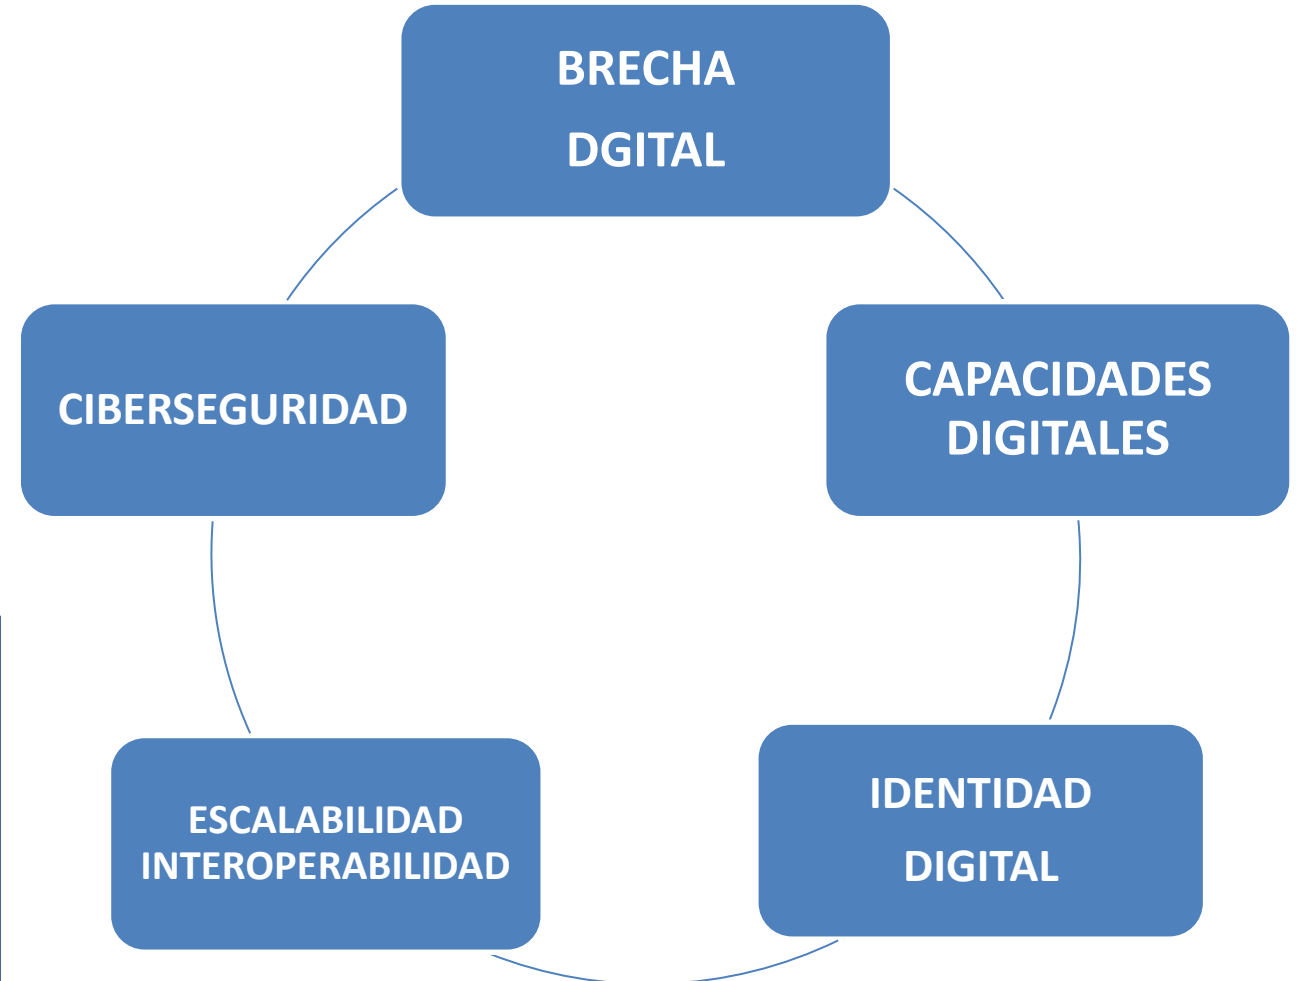 BRECHA
DGITAL
CIBERSEGURIDAD
CAPACIDADES
DIGITALES
ESCALABILIDAD
INTEROPERABILIDAD
IDENTIDAD
DIGITAL